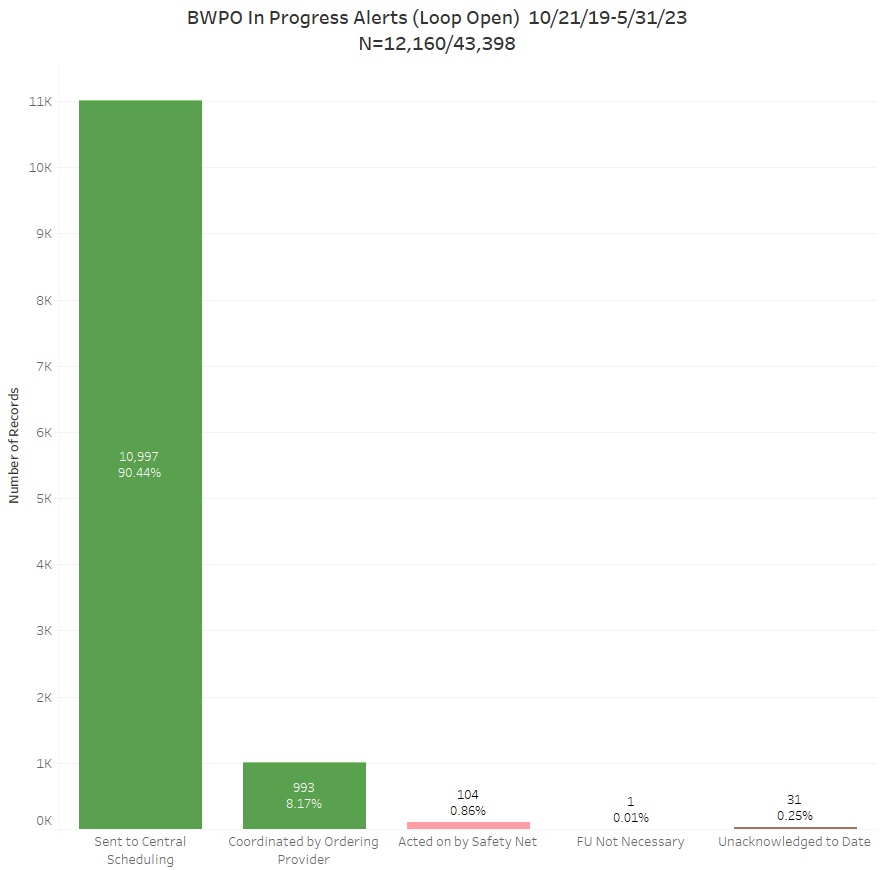 BWPO In Progress Alerts (Loop Open)  10/21/19-5/31/23
N=12,160/43,398
Number of Records
11K
10K
9K
8K
7K
6K
5K
4K
3K
2K
1K
0K
10,997
90.44%
993
8.17%
104
0.86%
1
0.01%
31
0.25%
Sent to Central
Scheduling
Coordinated by Ordering
Provider
Acted on by Safety Net
FU Not Necessary
Unacknowledged to Date